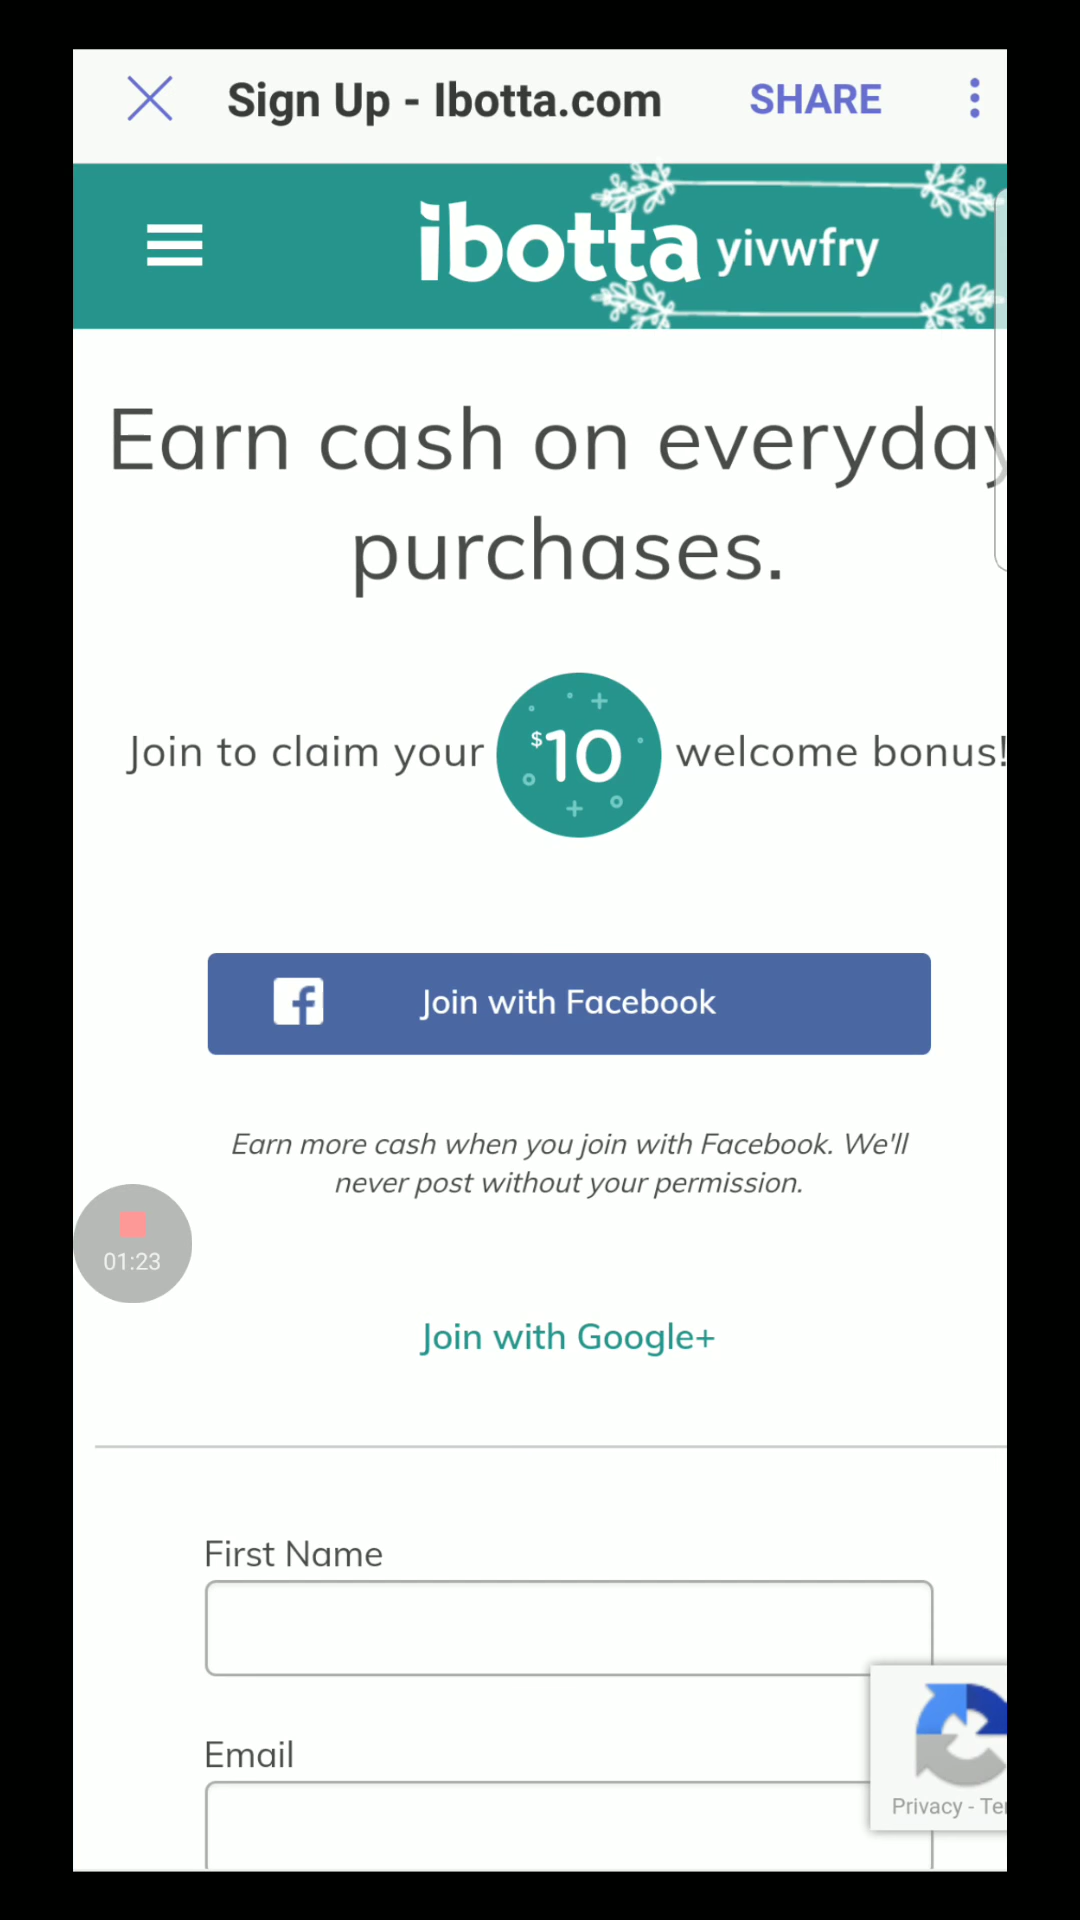 Sign Up - Ibotta.com SHARE
ibotta yivwfry
Earn cash on everyday
purchases.
Join to claim your $10 welcome bonus!
Join with Facebook
Earn more cash when you join with Facebook. We'll
never post without your permission.
01:23
Join with Google+
First Name
Email
Privacy -